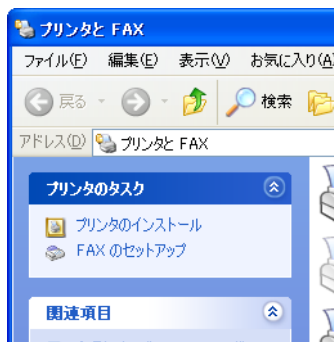 プリンタと FAX
ファイル(F) 編集(E) 表示(V) お気に入り(A)
戻る 検索
アドレス(D) プリンタと FAX
プリンタのタスク
プリンタのインストール
FAX のセットアップ
関連項目